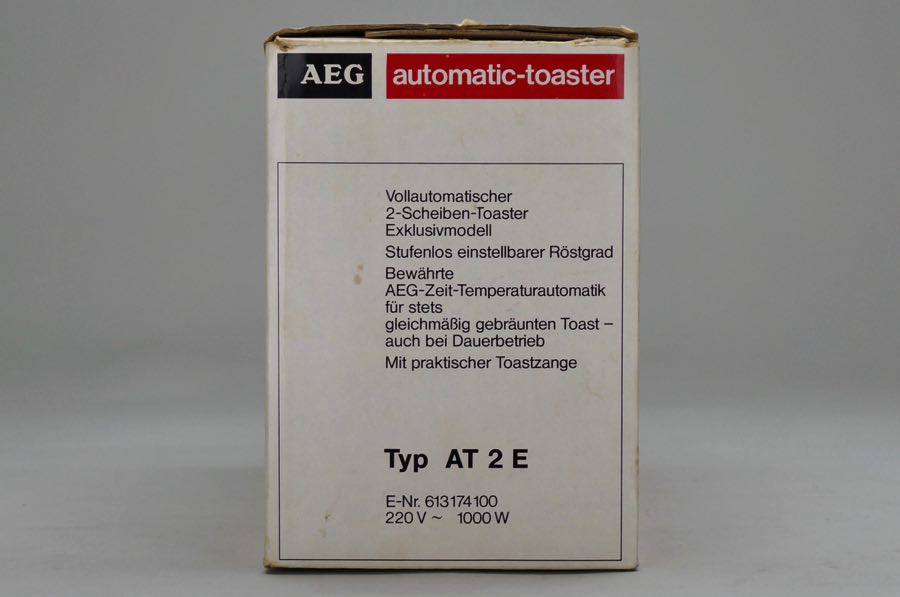 AEG automatic-toaster
Vollautomatischer
2-Scheiben-Toaster
Exklusivmodell
Stufenlos einstellbarer Röstgrad
Bewährte
AEG-Zeit-Temperaturautomatik
für stets
gleichmäßig gebräunten Toast –
auch bei Dauerbetrieb
Mit praktischer Toastzange
Typ AT 2 E
E-Nr. 613174100
220 V ~ 1000 W